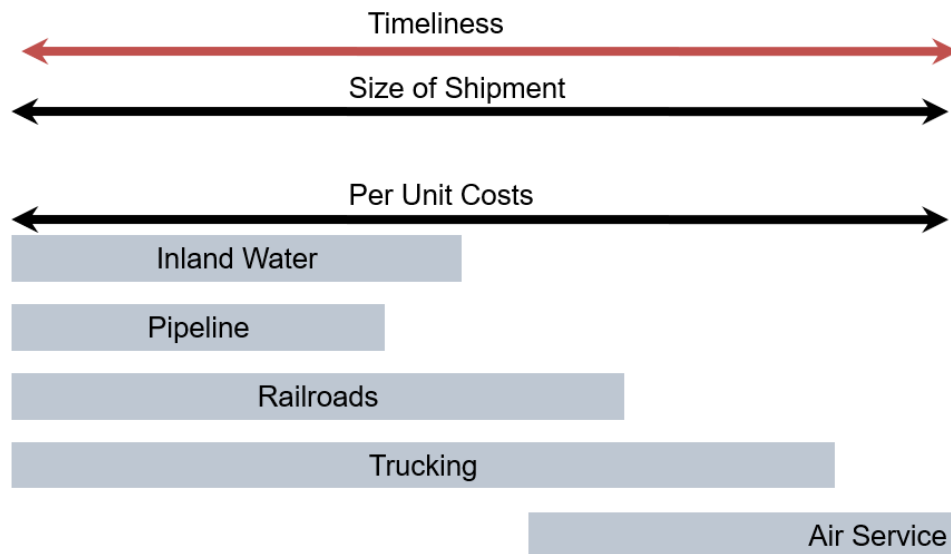 Timeliness
Size of Shipment
Per Unit Costs
Inland Water
Pipeline
Railroads
Trucking
Air Service